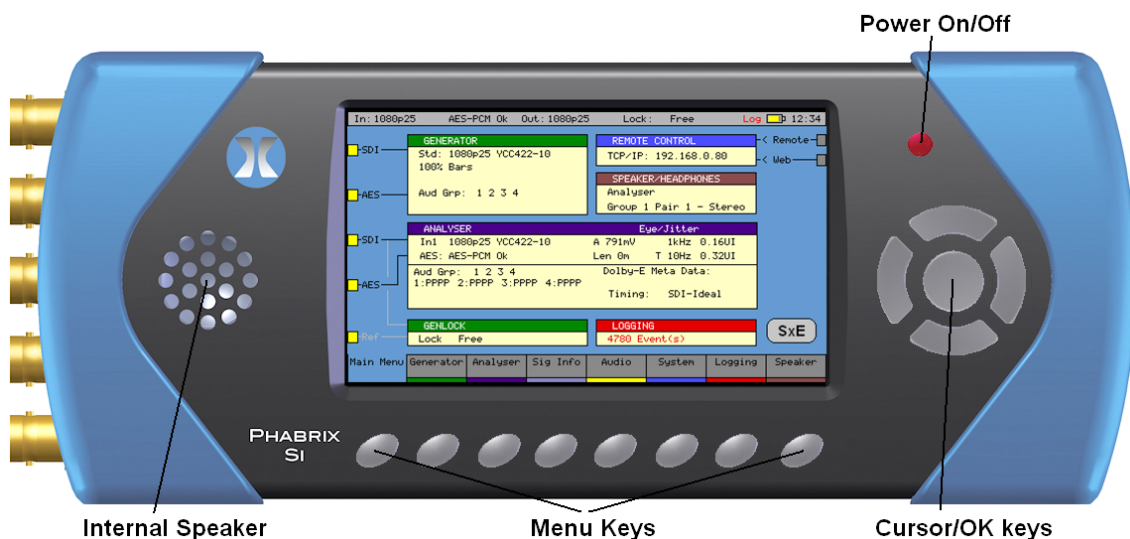 Power On/Off
In: 1080p25 AES-PCM Ok Out: 1080p25 Lock: Free Log 12:34
SDI
AES
SDI
AES
Ref
GENERATOR
Std: 1080p25 YCC422-10
100% Bars
Aud Grp: 1 2 3 4
REMOTE CONTROL
TCP/IP: 192.168.0.80
< Remote
< Web
SPEAKER/HEADPHONES
Analyser
Group 1 Pair 1 - Stereo
ANALYSER Eye/Jitter
In1 1080p25 YCC422-10 A 791mV 1kHz 0.16UI
AES: AES-PCM Ok Len 0m T 10Hz 0.32UI
Aud Grp: 1 2 3 4 Dolby-E Meta Data:
1:PPPP 2:PPPP 3:PPPP 4:PPPP
Timing: SDI-Ideal
GENLOCK
Lock Free
LOGGING
4780 Event(s)
SxE
Main Menu Generator Analyser Sig Info Audio System Logging Speaker
PHABRIX
SI
Internal Speaker
Menu Keys
Cursor/OK keys